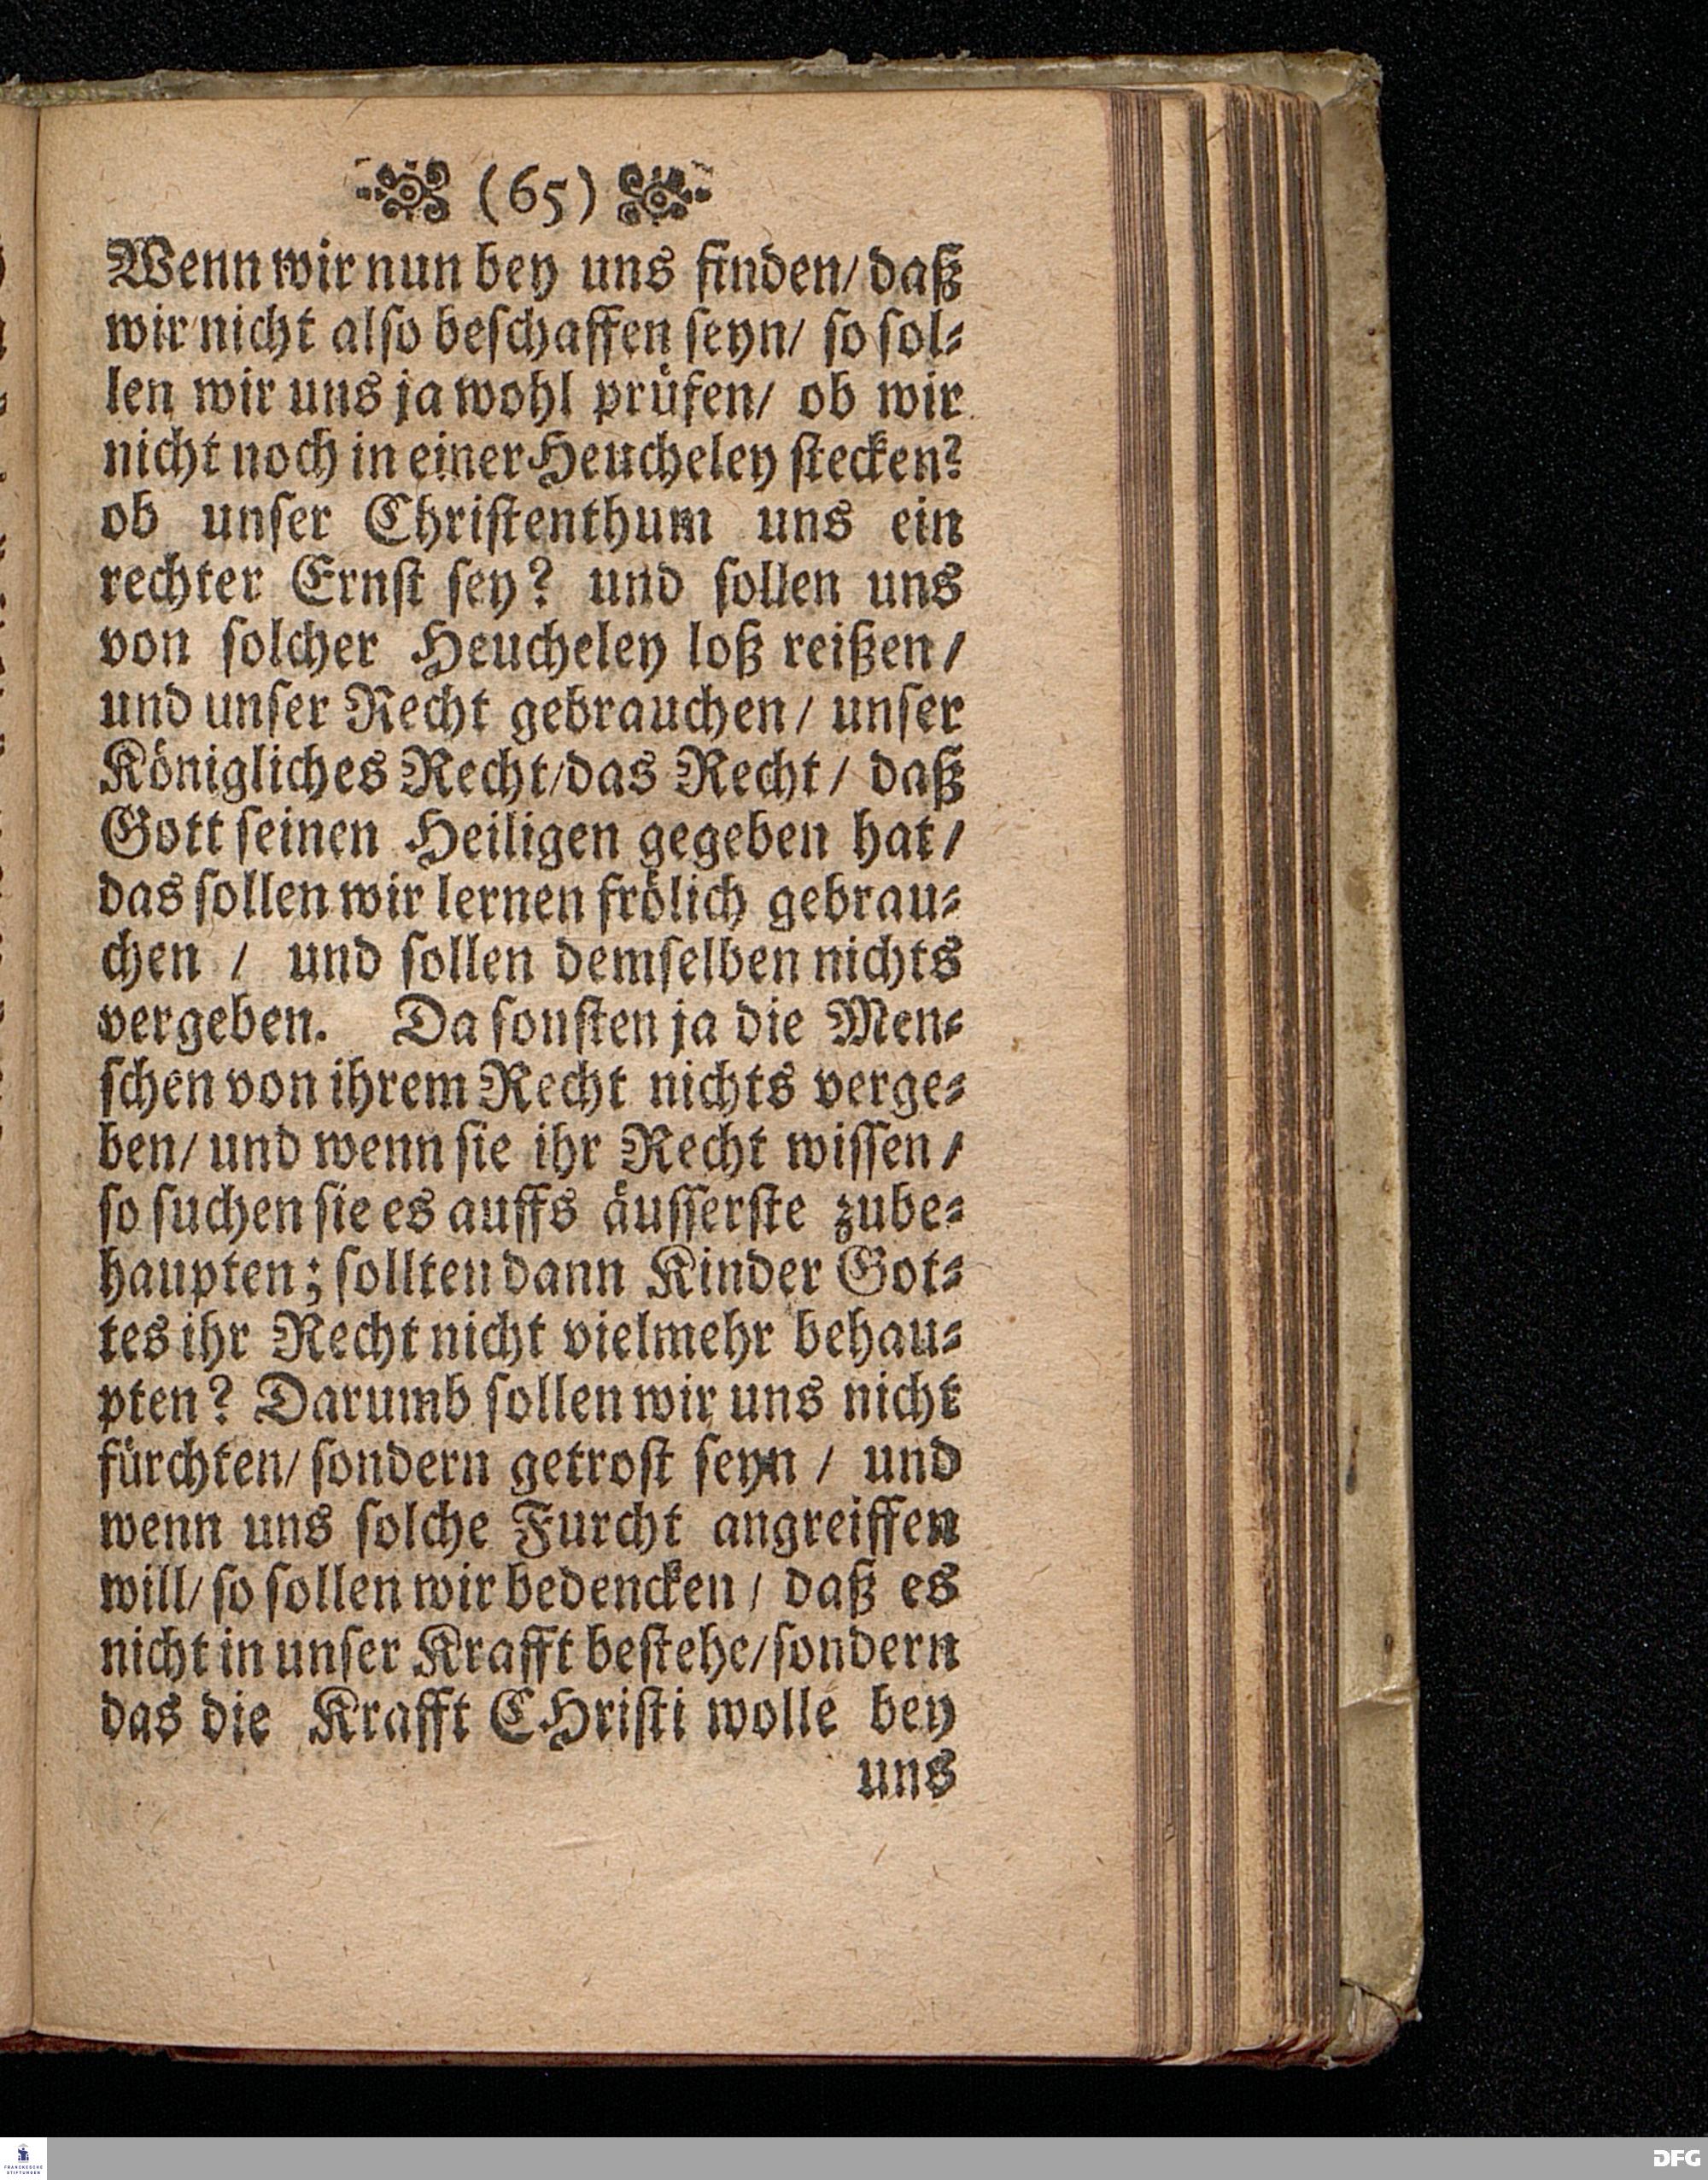 (65)
Wenn wir nun bey uns finden/ daß
wir nicht also beschaffen seyn/ so sol-
len wir uns ja wohl prüfen/ ob wir
nicht noch in einer Heucheley stecken?
ob unser Christenthum uns ein
rechter Ernst sey? und sollen uns
von solcher Heucheley loß reißen/
und unser Recht gebrauchen/ unser
Königliches Recht/das Recht/ daß
Gott seinen Heiligen gegeben hat/
das sollen wir lernen frölich gebrau-
chen / und sollen demselben nichts
vergeben. Da sonsten ja die Men-
schen von ihrem Recht nichts verge-
ben/ und wenn sie ihr Recht wissen/
so suchen sie es auffs äusserste zube-
haupten; sollten dann Kinder Got-
tes ihr Recht nicht vielmehr behau-
pten? Darumb sollen wir uns nicht
fürchten/ sondern getrost seyn / und
wenn uns solche Furcht angreiffen
will/ so sollen wir bedencken / daß es
nicht in unser Krafft bestehe/sondern
das die Krafft CHristi wolle bey
uns
FRANCKESCHE
STIFTUNGEN
DFG